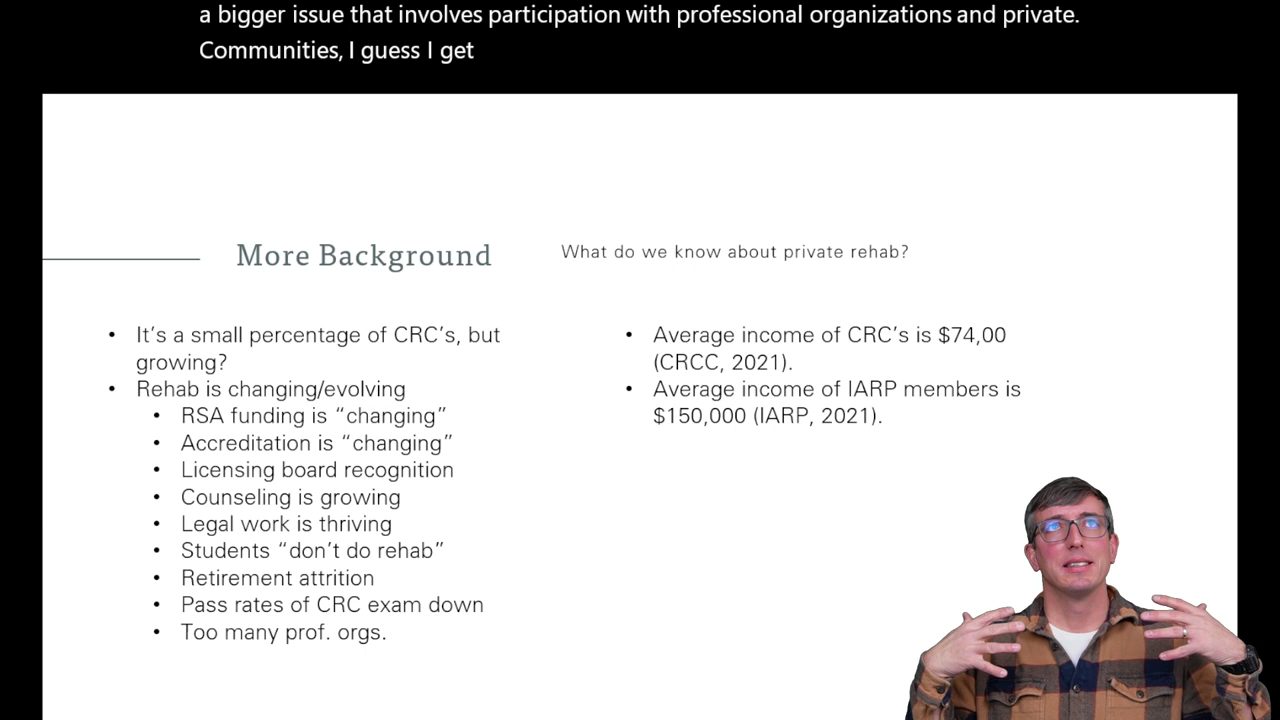 a bigger issue that involves participation with professional organizations and private.
Communities, I guess I get
More Background
What do we know about private rehab?
• It's a small percentage of CRC's, but
growing?
• Rehab is changing/evolving
• RSA funding is “changing”
• Accreditation is “changing”
• Licensing board recognition
• Counseling is growing
• Legal work is thriving
• Students “don't do rehab”
• Retirement attrition
• Pass rates of CRC exam down
• Too many prof. orgs.
• Average income of CRC's is $74,00
(CRCC, 2021).
• Average income of IARP members is
$150,000 (IARP, 2021).